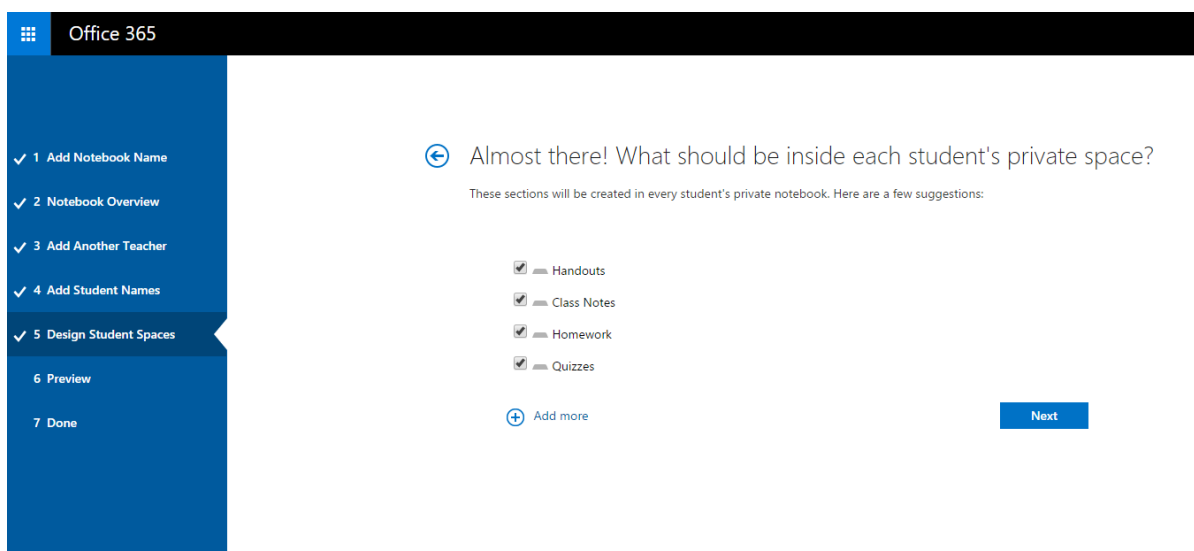 Office 365
1 Add Notebook Name
2 Notebook Overview
3 Add Another Teacher
4 Add Student Names
5 Design Student Spaces
6 Preview
7 Done
Almost there! What should be inside each student's private space?
These sections will be created in every student's private notebook. Here are a few suggestions:
Handouts
Class Notes
Homework
Quizzes
Add more
Next